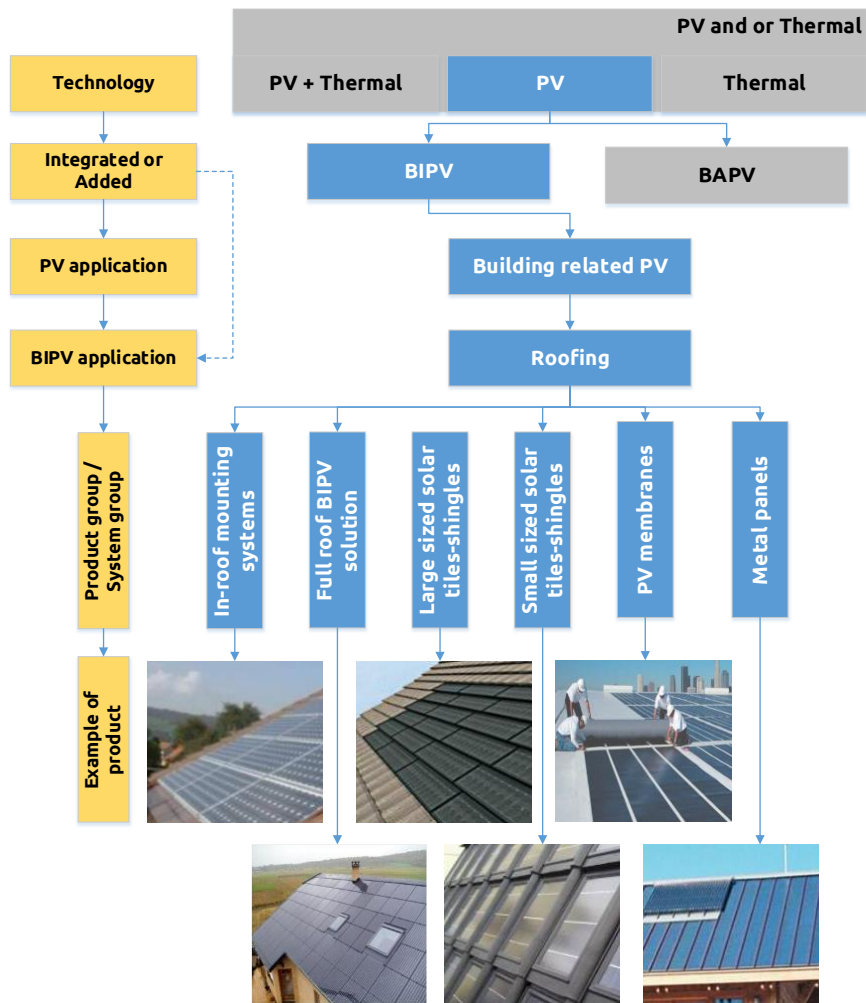 PV and or Thermal
Technology
PV + Thermal
PV
Thermal
Integrated or
Added
BIPV
BAPV
PV application
Building related PV
BIPV application
Roofing
Product group /
System group
In-roof mounting
systems
Full roof BIPV
solution
Large sized solar
tiles-shingles
Small sized solar
tiles-shingles
PV membranes
Metal panels
Example of
product